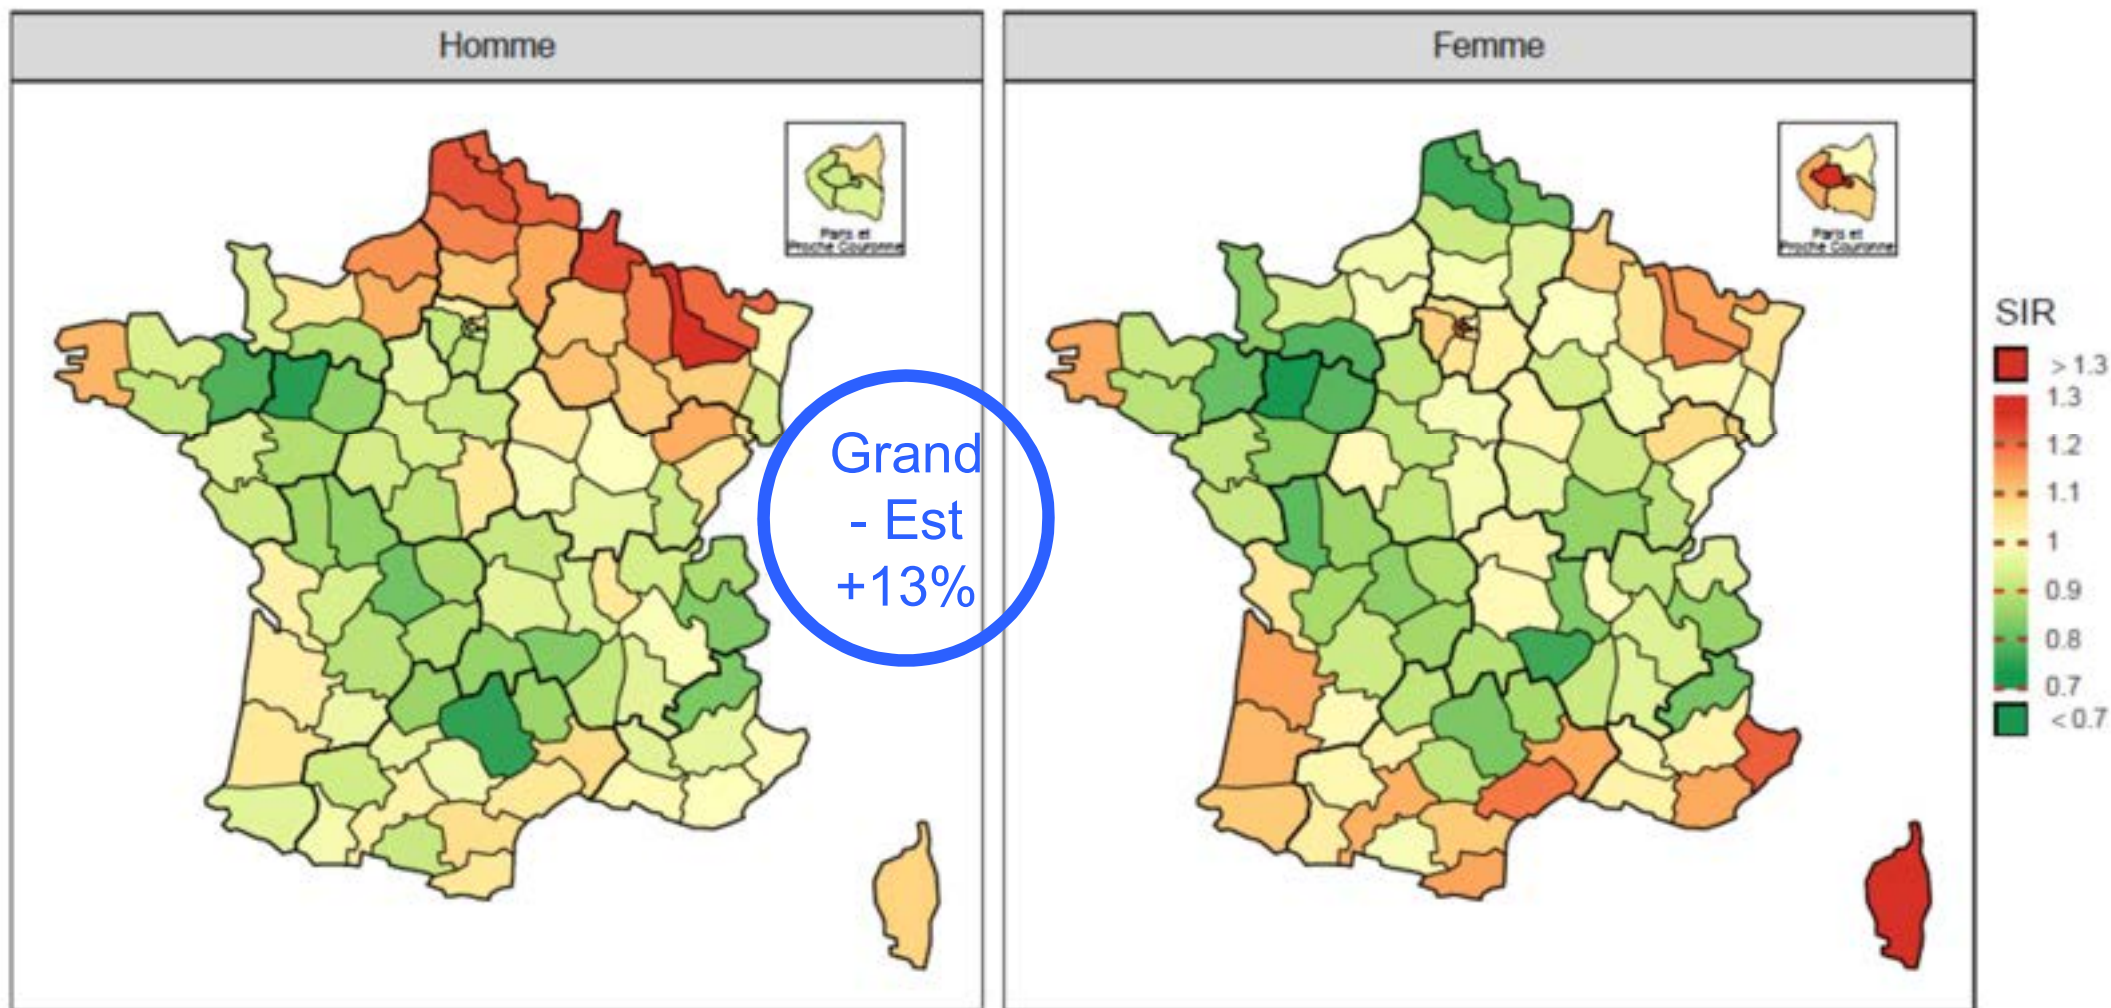 Homme
Femme
Paris et
Proche Couronne
Paris et
Proche Couronne
Grand
- Est
+13%
SIR
> 1.3
1.3
1.2
1.1
1
0.9
0.8
0.7
< 0.7